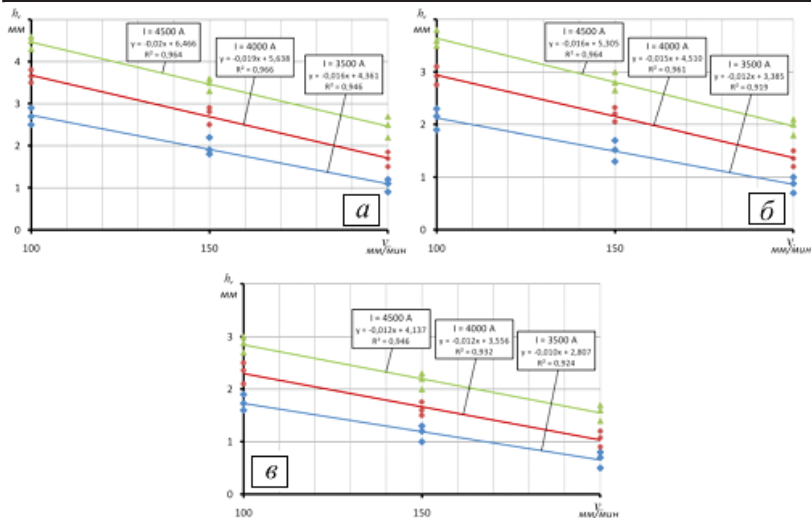 h,
мм
I = 4500 A
y = -0,02x + 6,466
R² = 0,964
I = 4000 A
y = -0,019x + 5,638
R² = 0,966
I = 3500 A
y = -0,016x + 4,361
R² = 0,946
4
3
2
1
0
100
150
v,
мм/мин
а
h,
мм
I = 4500 A
y = -0,016x + 5,305
R² = 0,964
I = 4000 A
y = -0,015x + 4,510
R² = 0,961
I = 3500 A
y = -0,012x + 3,385
R² = 0,919
3
2
1
0
100
150
v,
мм/мин
б
h,
мм
I = 4500 A
y = -0,012x + 4,137
R² = 0,946
I = 4000 A
y = -0,012x + 3,556
R² = 0,932
I = 3500 A
y = -0,010x + 2,807
R² = 0,924
3
2
1
0
100
150
v,
мм/мин
в